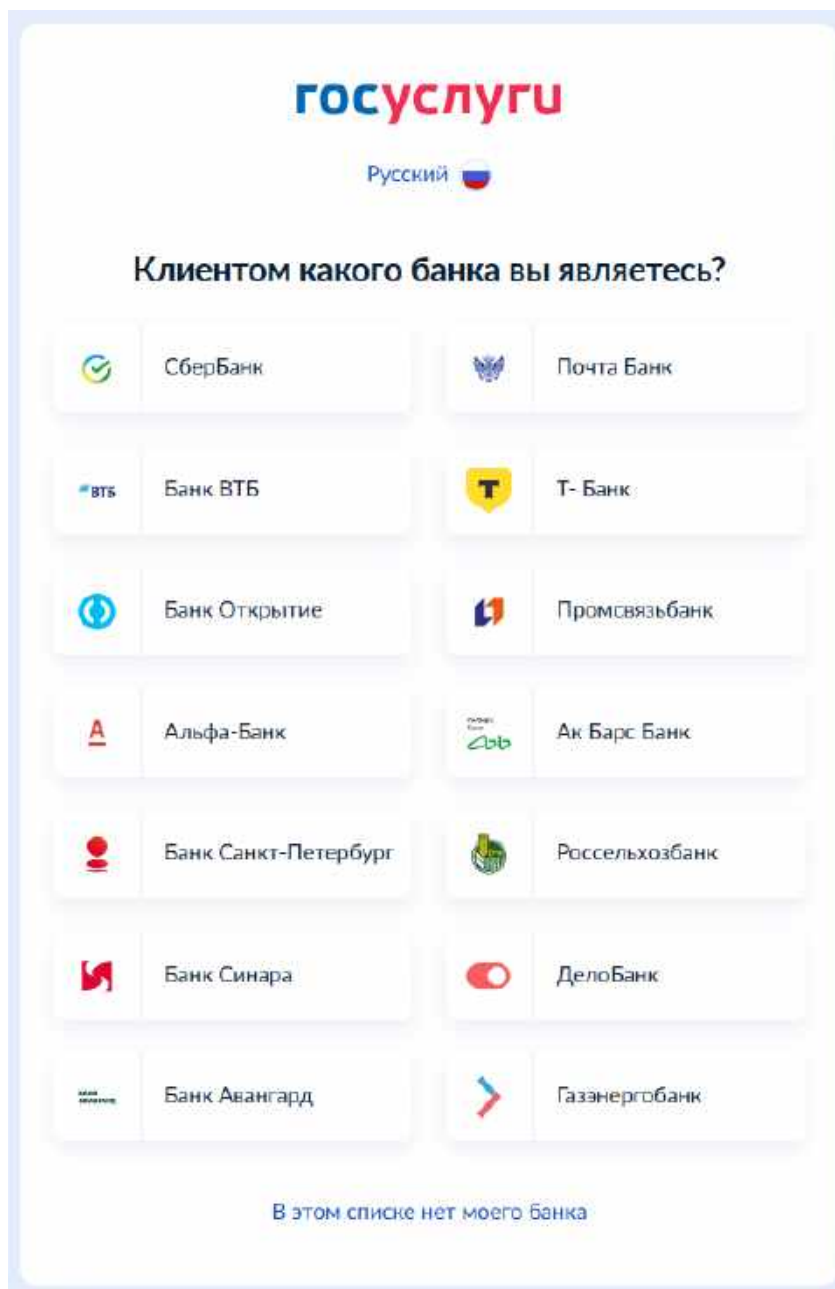 госуслуги
Русский
Клиентом какого банка вы являетесь?
СберБанк
Почта Банк
ВТБ
Банк ВТБ
Т
Т- Банк
Банк Открытие
Промсвязьбанк
А
Альфа-Банк
Ак Барс Банк
Банк Санкт-Петербург
Россельхозбанк
Банк Синара
ДелоБанк
Банк Авангард
Газэнергобанк
В этом списке нет моего банка